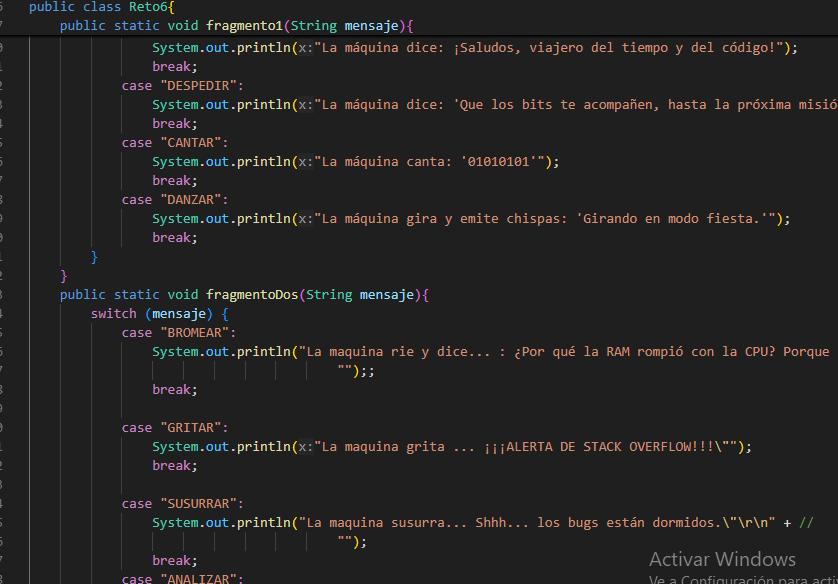 public class Reto6{
public static void fragmento1(String mensaje){
System.out.println(x:"La máquina dice: ¡Saludos, viajero del tiempo y del código!");
break;
case "DESPEDIR":
System.out.println(x:"La máquina dice: 'Que los bits te acompañen, hasta la próxima misió
break;
case "CANTAR":
System.out.println(x:"La máquina canta: '01010101'");
break;
case "DANZAR":
System.out.println(x:"La máquina gira y emite chispas: 'Girando en modo fiesta.'");
break;
}
}
public static void fragmentoDos(String mensaje){
switch (mensaje) {
case "BROMEAR":
System.out.println("La maquina rie y dice... : ¿Por qué la RAM rompió con la CPU? Porque
"");;
break;
case "GRITAR":
System.out.println(x:"La maquina grita ... ¡¡¡ALERTA DE STACK OVERFLOW!!!\"");
break;
case "SUSURRAR":
System.out.println("La maquina susurra... Shhh... los bugs están dormidos.\"\r\n" + //
"");
break;
case "ANALIZAR":
Activar Windows
Ve a Configuración para acti